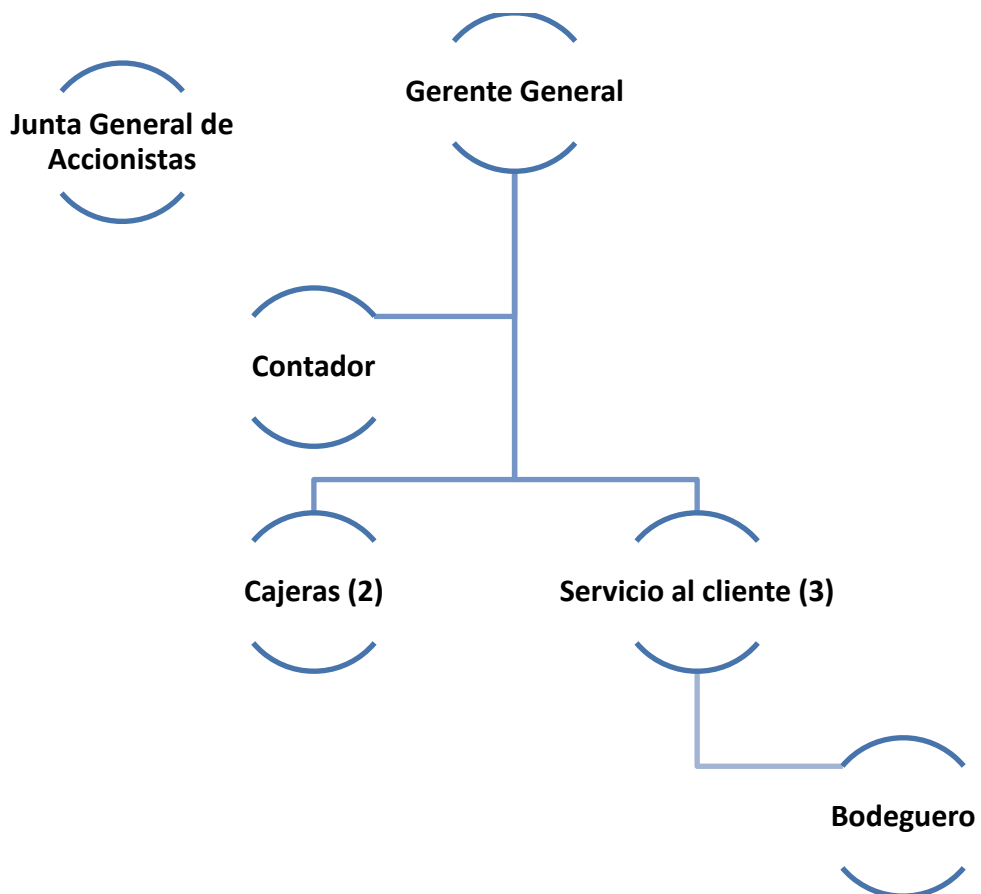 Gerente General
Junta General de
Accionistas
Contador
Cajeras (2)
Servicio al cliente (3)
Bodeguero